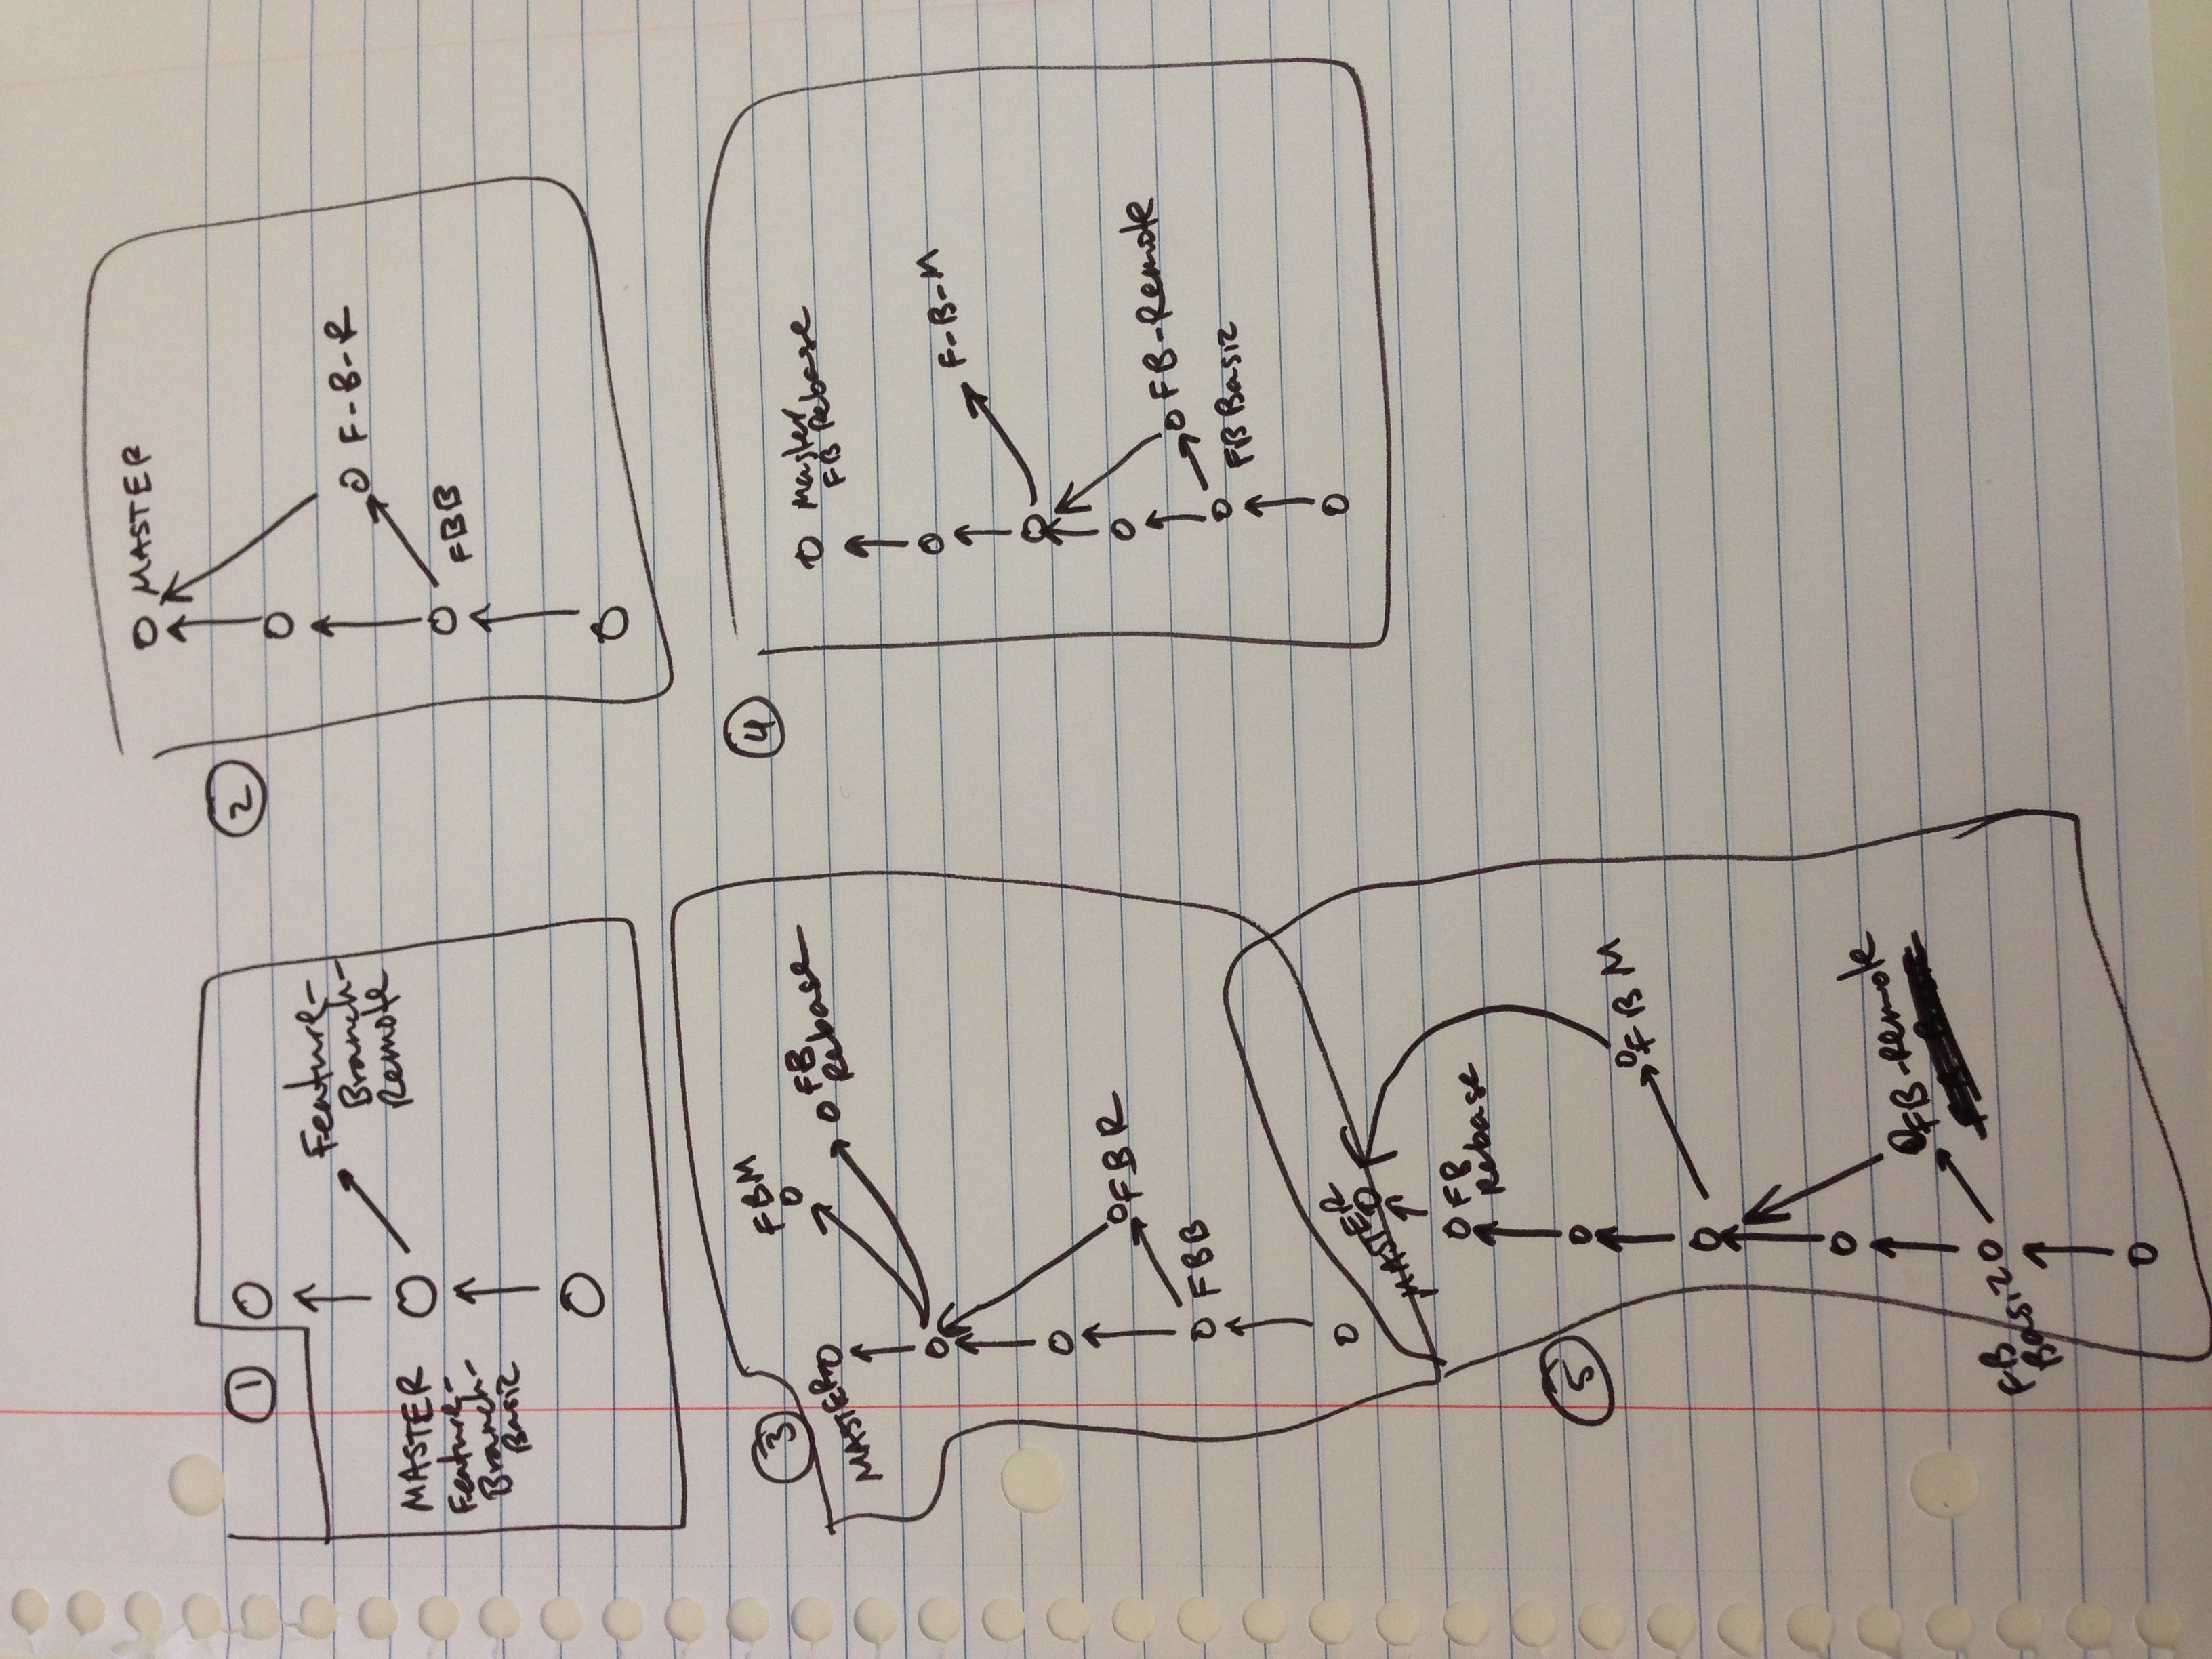 1
Feature-
Branch-
Remote
MASTER
Feature-
Branch-
Basic
2
MASTER
F-B-R
FBB
3
FBM
FB
Rebase
MASTER
FBR
FBB
4
Master
FB Rebase
F-B-M
FB-Remote
FB Basic
5
MASTER
FB
Rebase
FBM
FB-Remote
FB
Basic